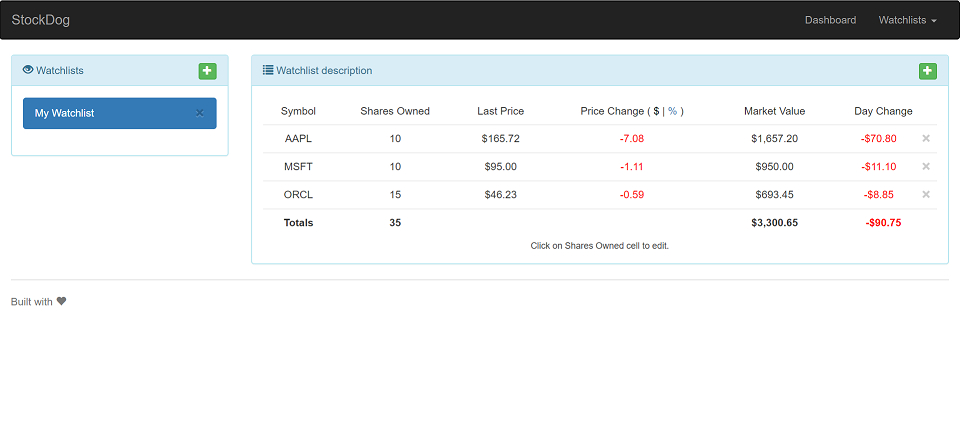 StockDog Dashboard Watchlists
Watchlists
My Watchlist
Watchlist description
Symbol Shares Owned Last Price Price Change ( $ | % ) Market Value Day Change
AAPL 10 $165.72 -7.08 $1,657.20 -$70.80
MSFT 10 $95.00 -1.11 $950.00 -$11.10
ORCL 15 $46.23 -0.59 $693.45 -$8.85
Totals 35 $3,300.65 -$90.75
Click on Shares Owned cell to edit.
Built with